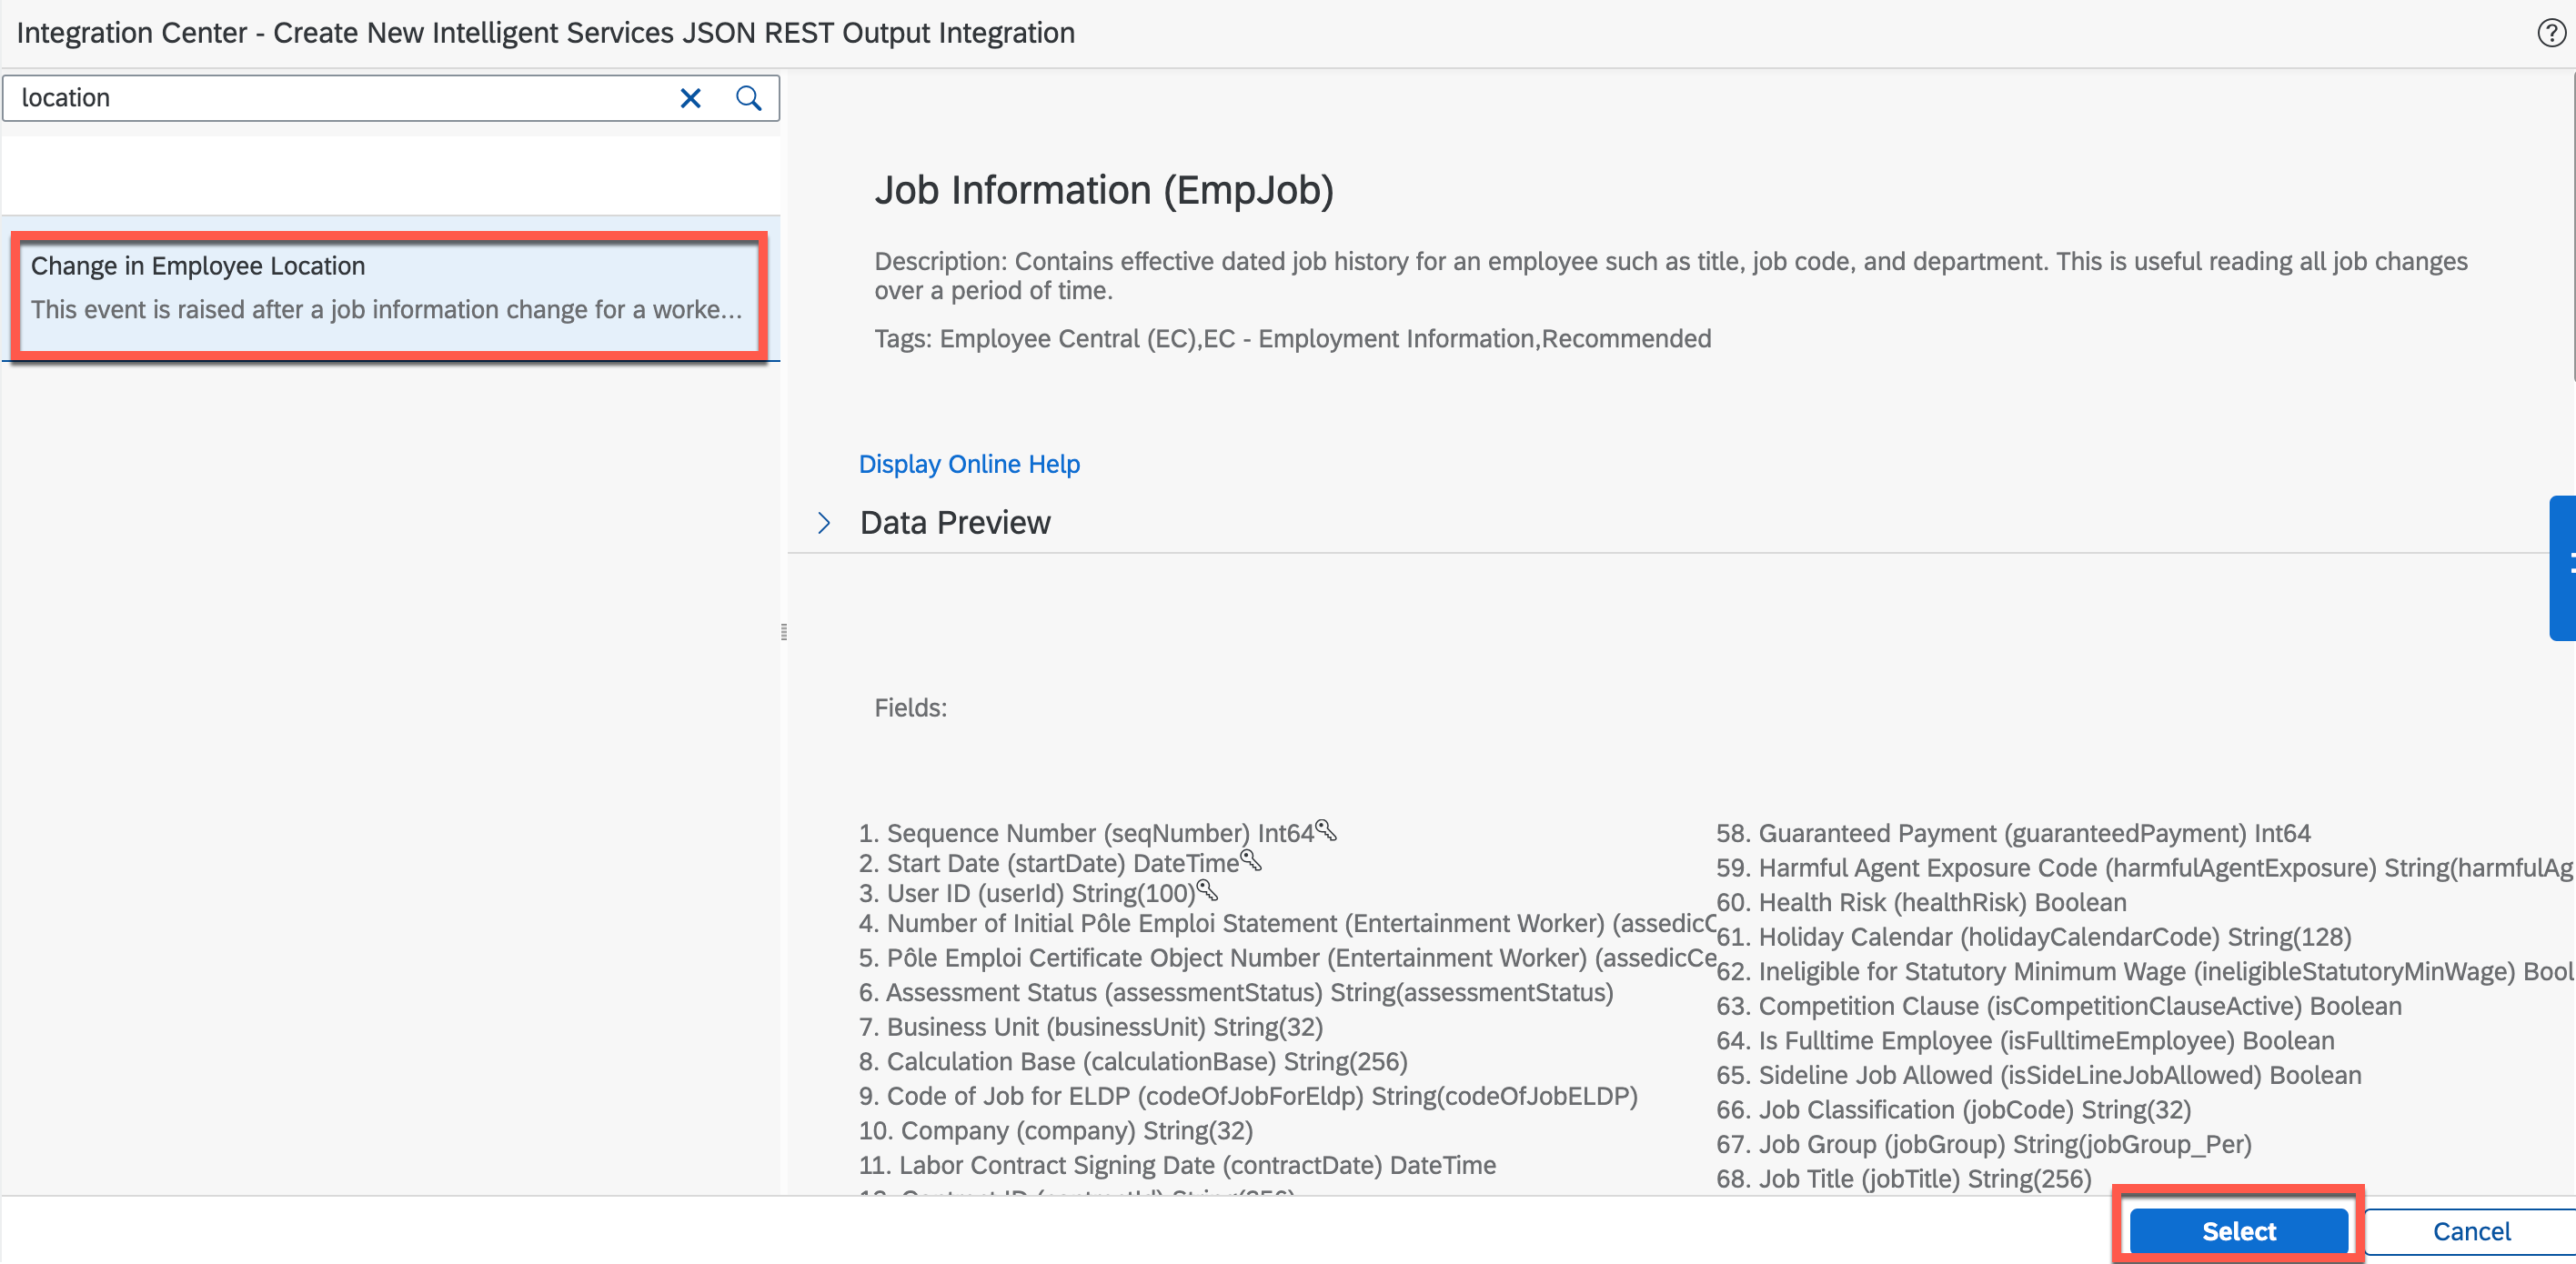 Integration Center - Create New Intelligent Services JSON REST Output Integration
location
Change in Employee Location
This event is raised after a job information change for a worke...
Job Information (EmpJob)
Description: Contains effective dated job history for an employee such as title, job code, and department. This is useful reading all job changes
over a period of time.
Tags: Employee Central (EC),EC - Employment Information,Recommended
Display Online Help
Data Preview
Fields:
1. Sequence Number (seqNumber) Int64
2. Start Date (startDate) DateTime
3. User ID (userId) String(100)
4. Number of Initial Pôle Emploi Statement (Entertainment Worker) (assedicC
5. Pôle Emploi Certificate Object Number (Entertainment Worker) (assedicCe
6. Assessment Status (assessmentStatus) String(assessmentStatus)
7. Business Unit (businessUnit) String(32)
8. Calculation Base (calculationBase) String(256)
9. Code of Job for ELDP (codeOfJobForEldp) String(codeOfJobELDP)
10. Company (company) String(32)
11. Labor Contract Signing Date (contractDate) DateTime
12. Contract ID (contractId) String(256)
58. Guaranteed Payment (guaranteedPayment) Int64
59. Harmful Agent Exposure Code (harmfulAgentExposure) String(harmfulAg
60. Health Risk (healthRisk) Boolean
61. Holiday Calendar (holidayCalendarCode) String(128)
62. Ineligible for Statutory Minimum Wage (ineligibleStatutoryMinWage) Bool
63. Competition Clause (isCompetitionClauseActive) Boolean
64. Is Fulltime Employee (isFulltimeEmployee) Boolean
65. Sideline Job Allowed (isSideLineJobAllowed) Boolean
66. Job Classification (jobCode) String(32)
67. Job Group (jobGroup) String(jobGroup_Per)
68. Job Title (jobTitle) String(256)
Select
Cancel